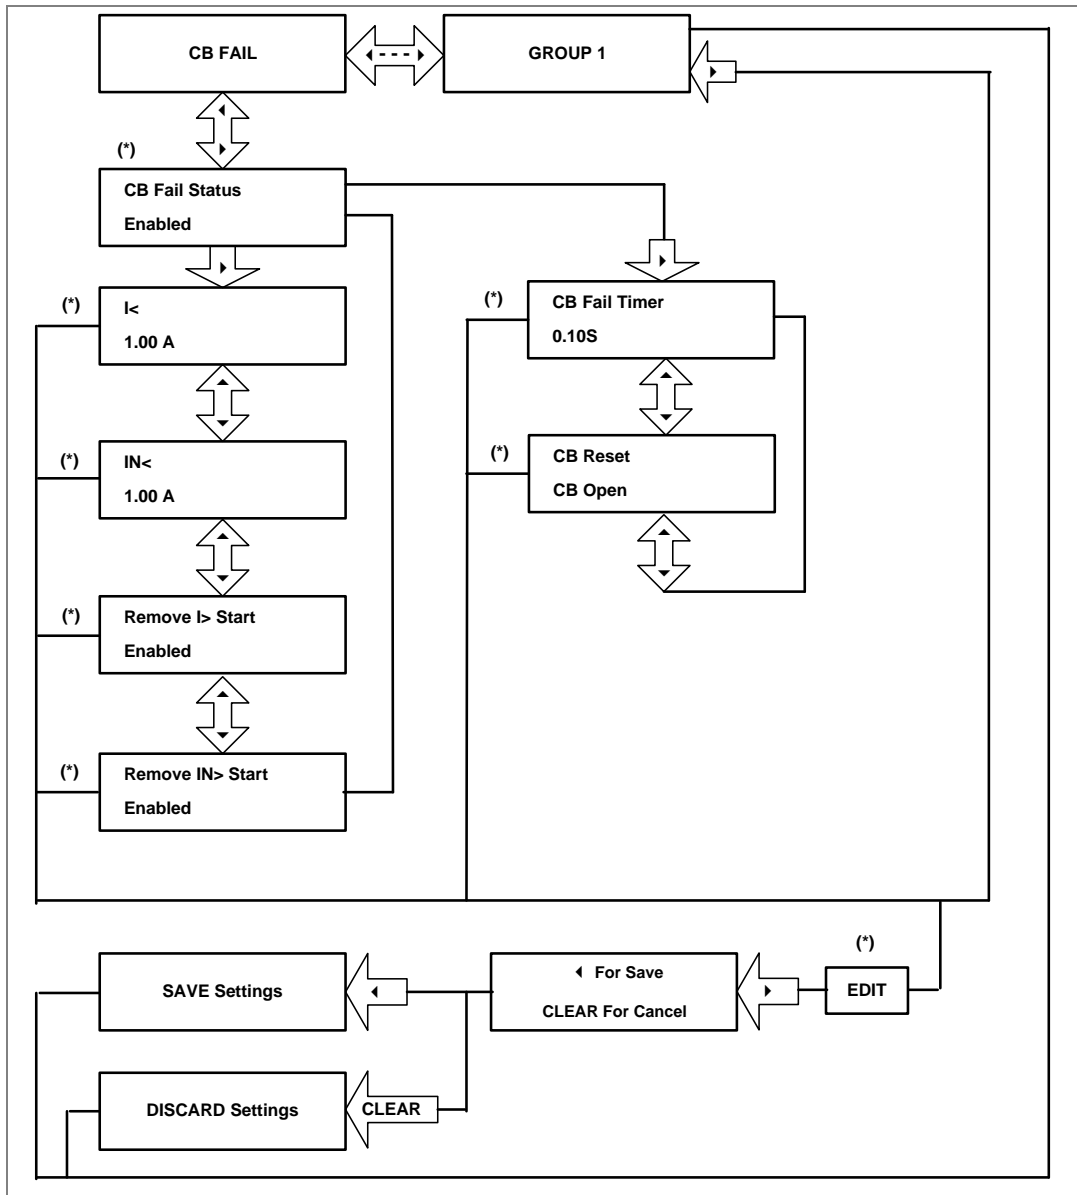 CB FAIL
GROUP 1
(*)
CB Fail Status
Enabled
(*)
I<
1.00 A
(*)
CB Fail Timer
0.10S
(*)
IN<
1.00 A
(*)
CB Reset
CB Open
(*)
Remove I> Start
Enabled
(*)
Remove IN> Start
Enabled
(*)
SAVE Settings
For Save
CLEAR For Cancel
EDIT
DISCARD Settings
CLEAR